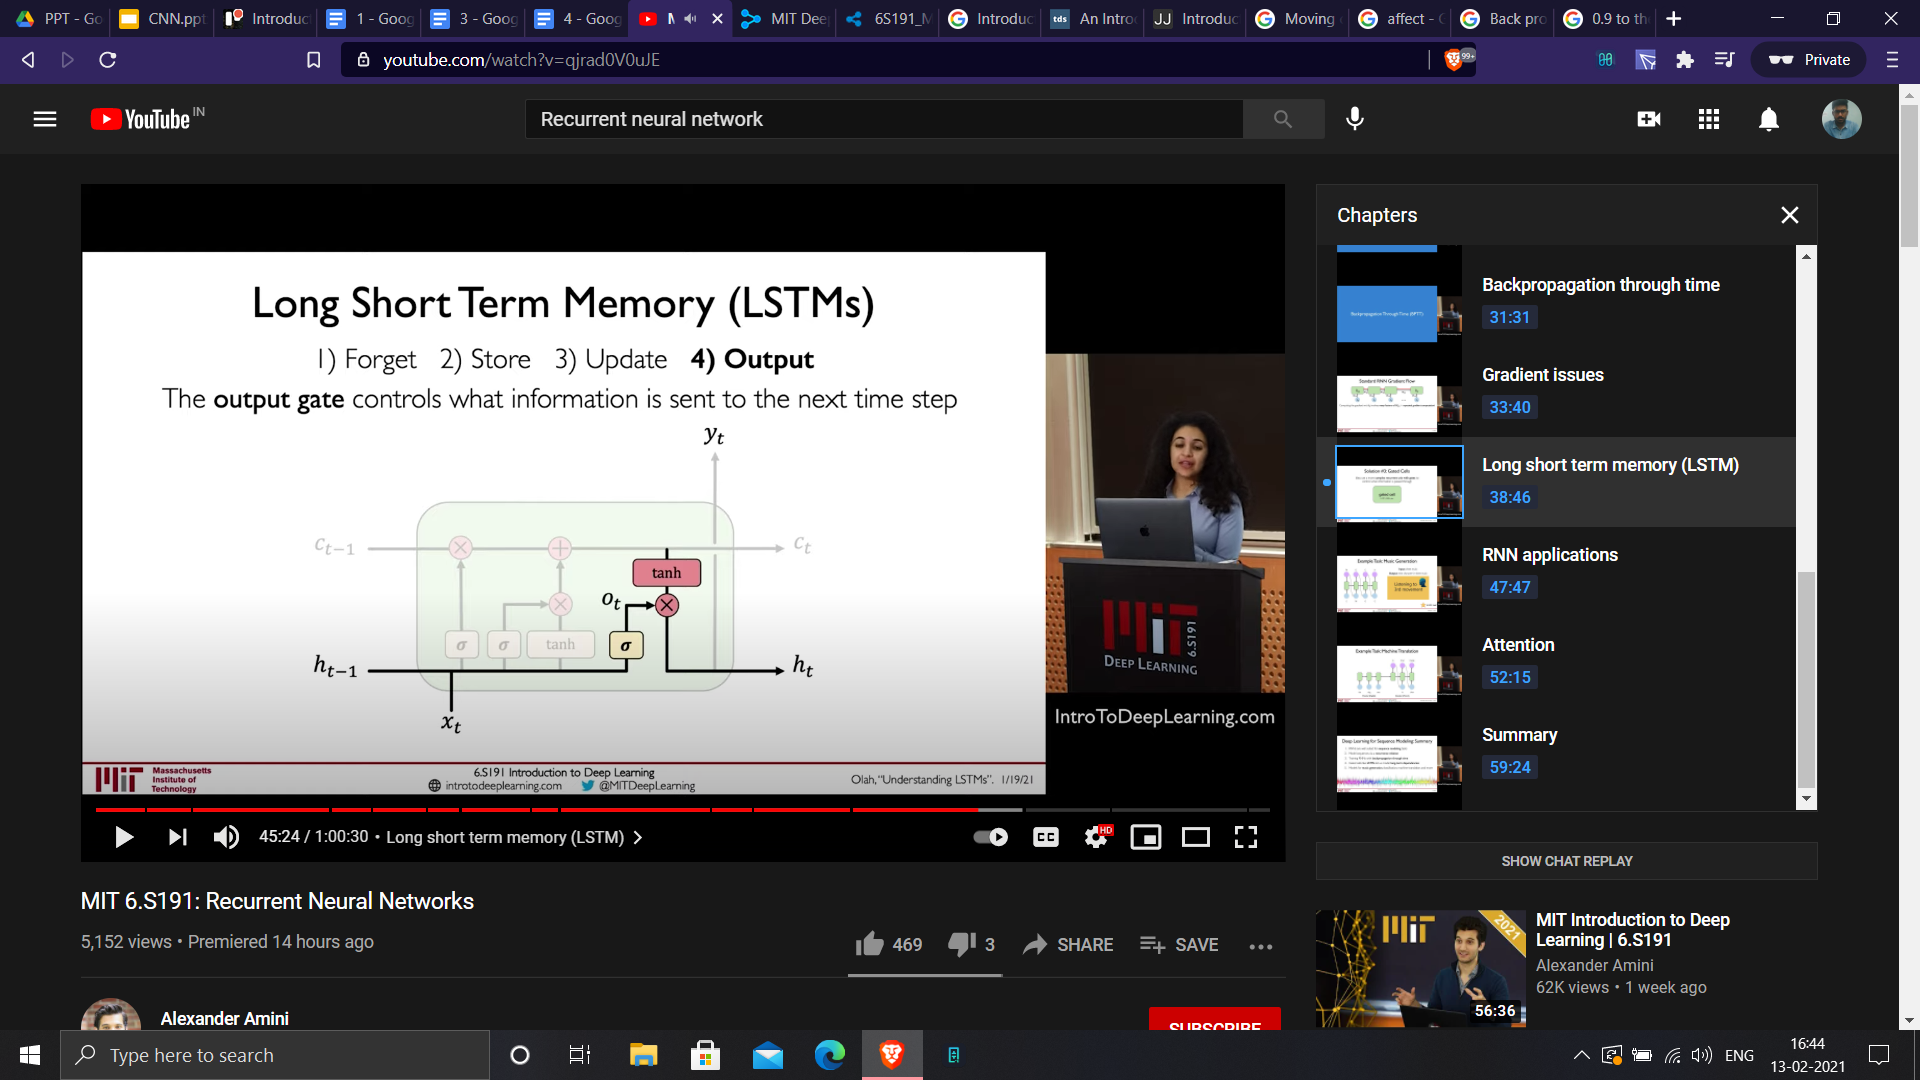 PPT - Go
CNN.ppt
Introduc
1 - Goog
3 - Goog
4 - Goog
MIT Dee
6S191_M
Introduc
tds
An Intro
JJ
Introduc
Moving
affect - G
Back pro
0.9 to th
youtube.com/watch?v=qjrad0V0uJE
99+
Private
YouTube IN
Recurrent neural network
Long Short Term Memory (LSTMs)
1) Forget 2) Store 3) Update 4) Output
The output gate controls what information is sent to the next time step
yt
ct−1
ct
tanh
ot
σ
σ
tanh
σ
ht−1
ht
xt
MIT
Massachusetts
Institute of
Technology
6.S191 Introduction to Deep Learning
introtodeeplearning.com @MITDeepLearning
Olah, “Understanding LSTMs”. 1/19/21
MIT
6.S191
DEEP LEARNING
IntroToDeepLearning.com
45:24 / 1:00:30 • Long short term memory (LSTM)
CC
HD
Chapters
Backpropagation through time
31:31
Gradient issues
33:40
Long short term memory (LSTM)
38:46
RNN applications
47:47
Attention
52:15
Summary
59:24
SHOW CHAT REPLAY
MIT 6.S191: Recurrent Neural Networks
5,152 views • Premiered 14 hours ago
469
3
SHARE
SAVE
Alexander Amini
SUBSCRIBE
MIT
2021
56:36
MIT Introduction to Deep
Learning | 6.S191
Alexander Amini
62K views • 1 week ago
Type here to search
ENG
16:44
13-02-2021